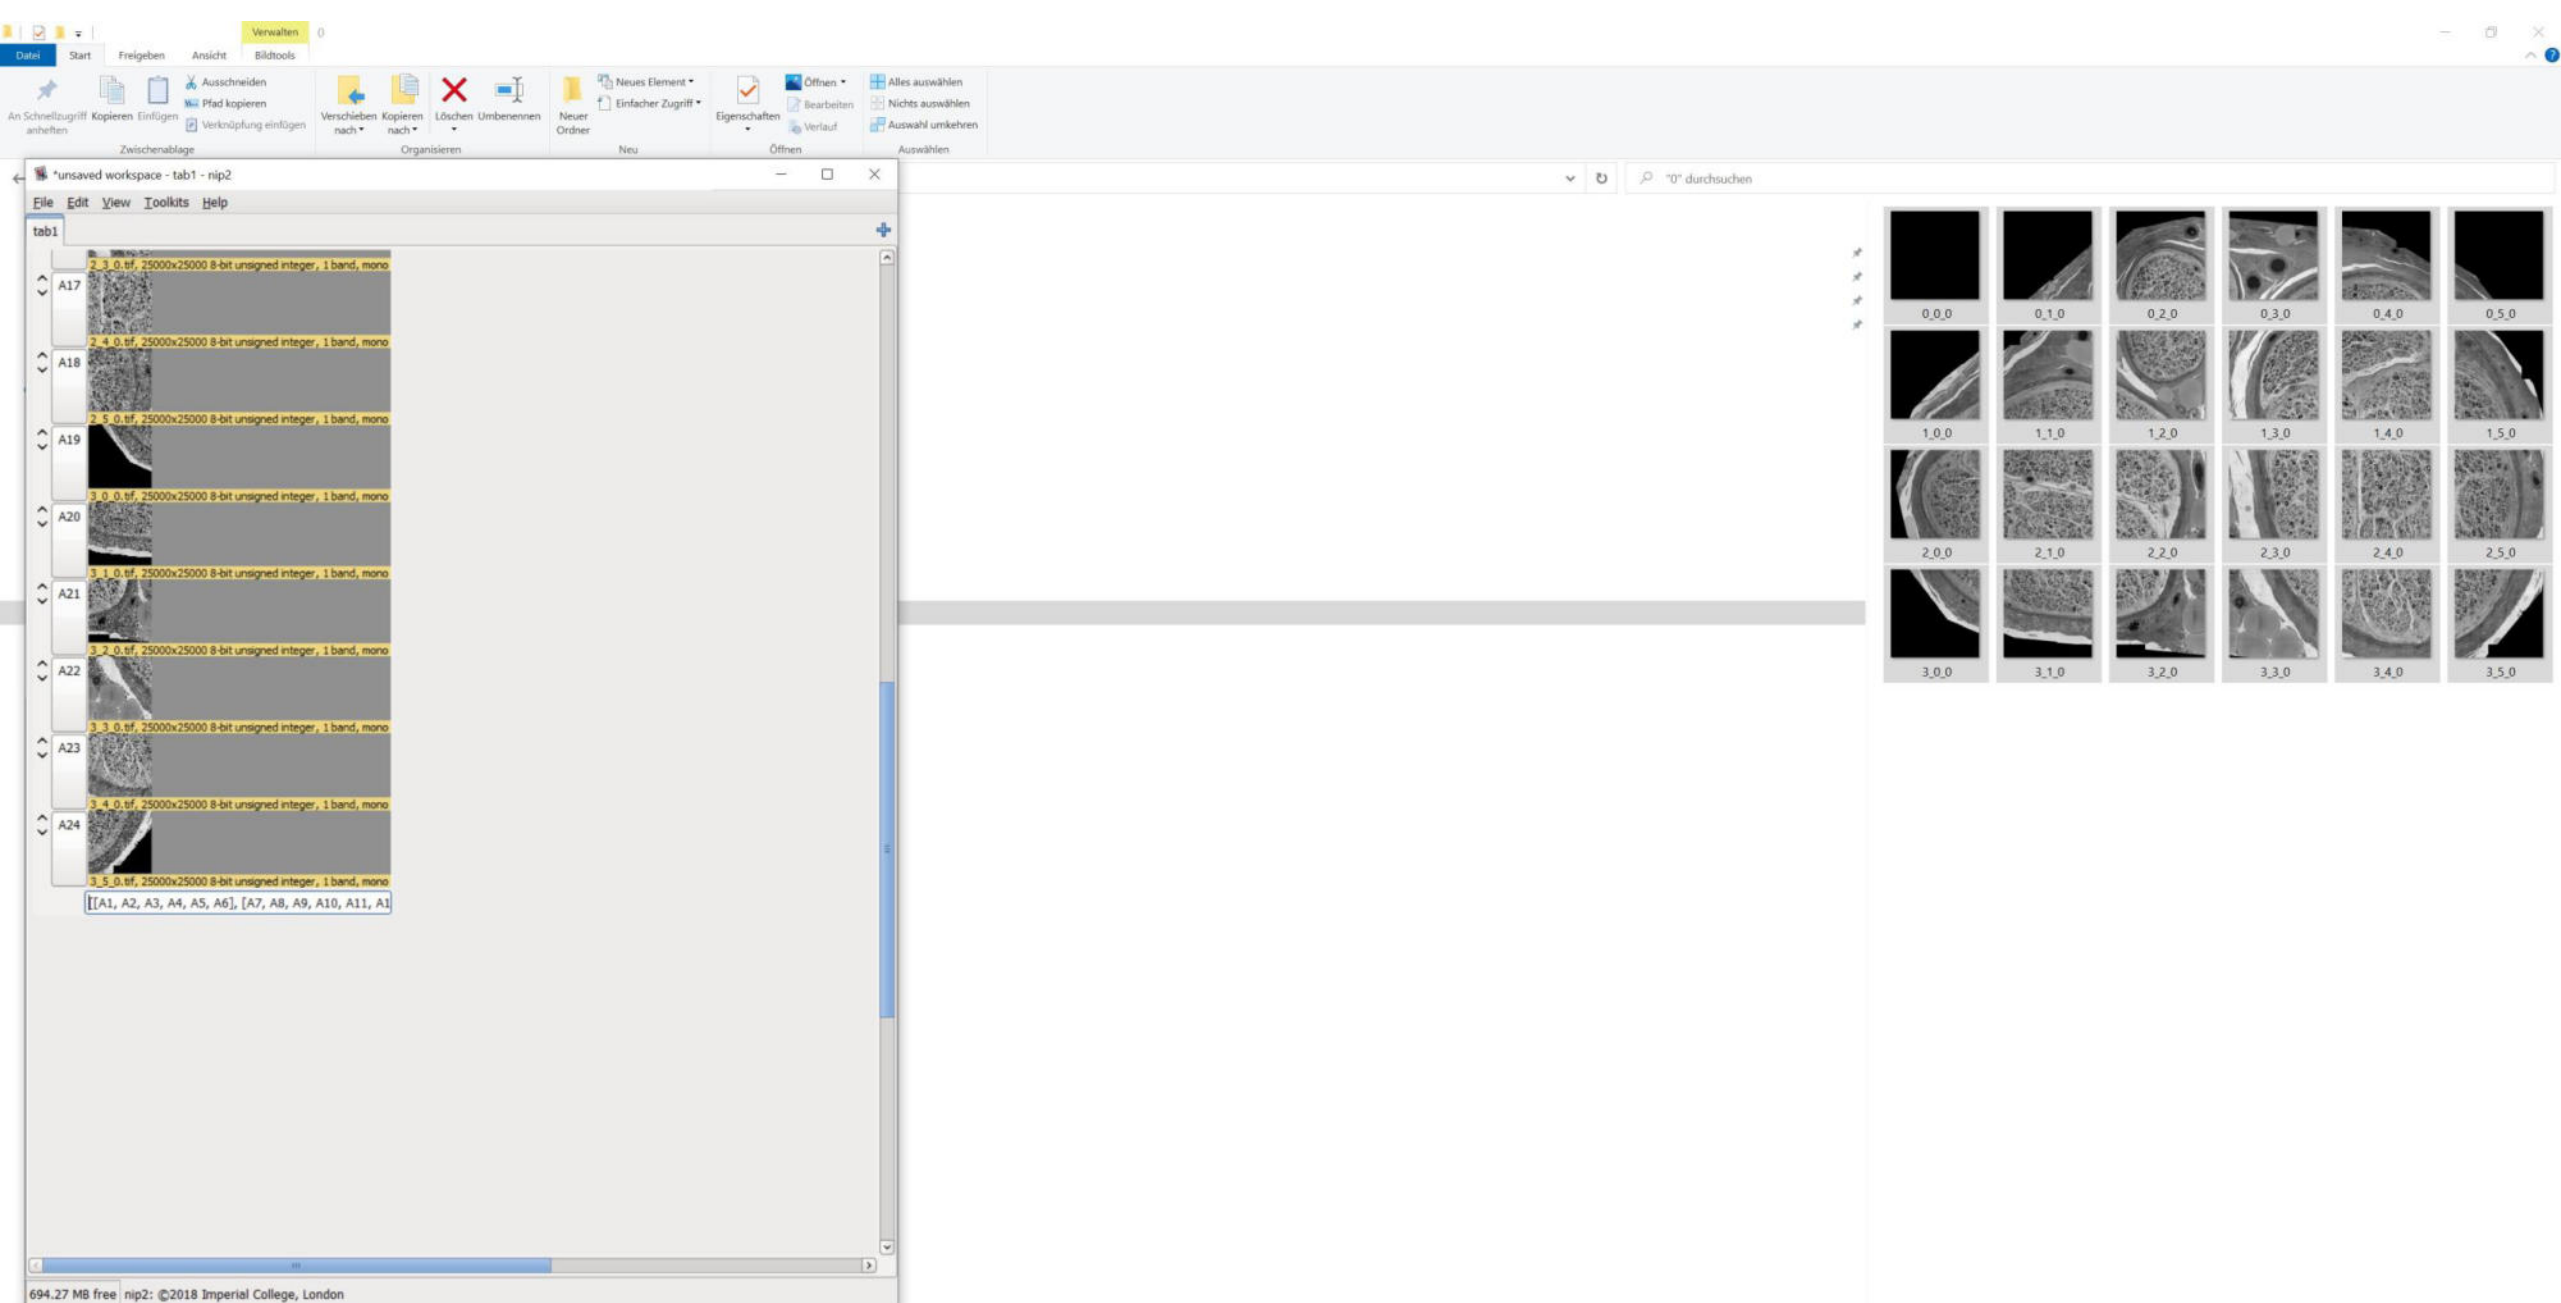 Verwalten 0
Datei Start Freigeben Ansicht Bildtools
An Schnellzugriff anheften
Kopieren
Einfügen
Ausschneiden
Pfad kopieren
Verknüpfung einfügen
Zwischenablage
Verschieben nach
Kopieren nach
Löschen
Umbenennen
Organisieren
Neuer Ordner
Neues Element
Einfacher Zugriff
Neu
Eigenschaften
Öffnen
Bearbeiten
Verlauf
Öffnen
Alles auswählen
Nichts auswählen
Auswahl umkehren
Auswählen
"0" durchsuchen
*unsaved workspace - tab1 - nip2
File Edit View Toolkits Help
tab1
2_3_0.tif, 25000x25000 8-bit unsigned integer, 1 band, mono
A17
2_4_0.tif, 25000x25000 8-bit unsigned integer, 1 band, mono
A18
2_5_0.tif, 25000x25000 8-bit unsigned integer, 1 band, mono
A19
3_0_0.tif, 25000x25000 8-bit unsigned integer, 1 band, mono
A20
3_1_0.tif, 25000x25000 8-bit unsigned integer, 1 band, mono
A21
3_2_0.tif, 25000x25000 8-bit unsigned integer, 1 band, mono
A22
3_3_0.tif, 25000x25000 8-bit unsigned integer, 1 band, mono
A23
3_4_0.tif, 25000x25000 8-bit unsigned integer, 1 band, mono
A24
3_5_0.tif, 25000x25000 8-bit unsigned integer, 1 band, mono
[[A1, A2, A3, A4, A5, A6], [A7, A8, A9, A10, A11, A1
694.27 MB free nip2: ©2018 Imperial College, London
0_0_0 0_1_0 0_2_0 0_3_0 0_4_0 0_5_0
1_0_0 1_1_0 1_2_0 1_3_0 1_4_0 1_5_0
2_0_0 2_1_0 2_2_0 2_3_0 2_4_0 2_5_0
3_0_0 3_1_0 3_2_0 3_3_0 3_4_0 3_5_0